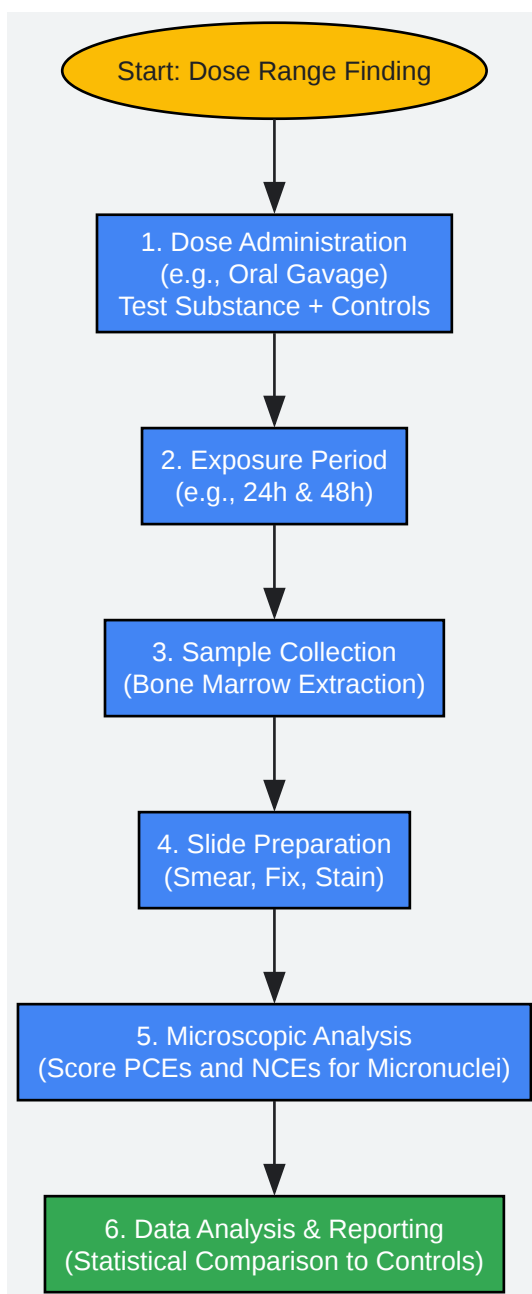 Start: Dose Range Finding
1. Dose Administration
(e.g., Oral Gavage)
Test Substance + Controls
2. Exposure Period
(e.g., 24h & 48h)
3. Sample Collection
(Bone Marrow Extraction)
4. Slide Preparation
(Smear, Fix, Stain)
5. Microscopic Analysis
(Score PCEs and NCEs for Micronuclei)
6. Data Analysis & Reporting
(Statistical Comparison to Controls)